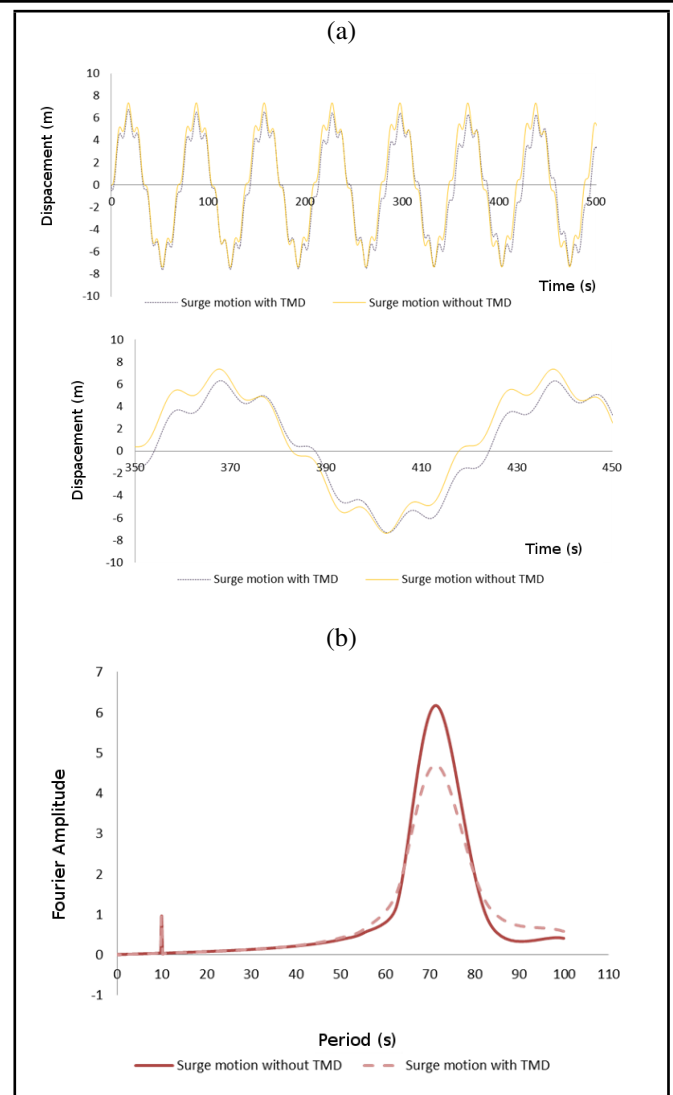 (a)
10
8
6
4
2
0
-2
-4
-6
-8
-10
Dispacement (m)
0 100 200 300 400 500
Time (s)
Surge motion with TMD Surge motion without TMD
10
8
6
4
2
0
-2
-4
-6
-8
-10
Dispacement (m)
350 370 390 410 430 450
Time (s)
Surge motion with TMD Surge motion without TMD
(b)
7
6
5
4
3
2
1
0
-1
Fourier Amplitude
0 10 20 30 40 50 60 70 80 90 100 110
Period (s)
Surge motion without TMD Surge motion with TMD